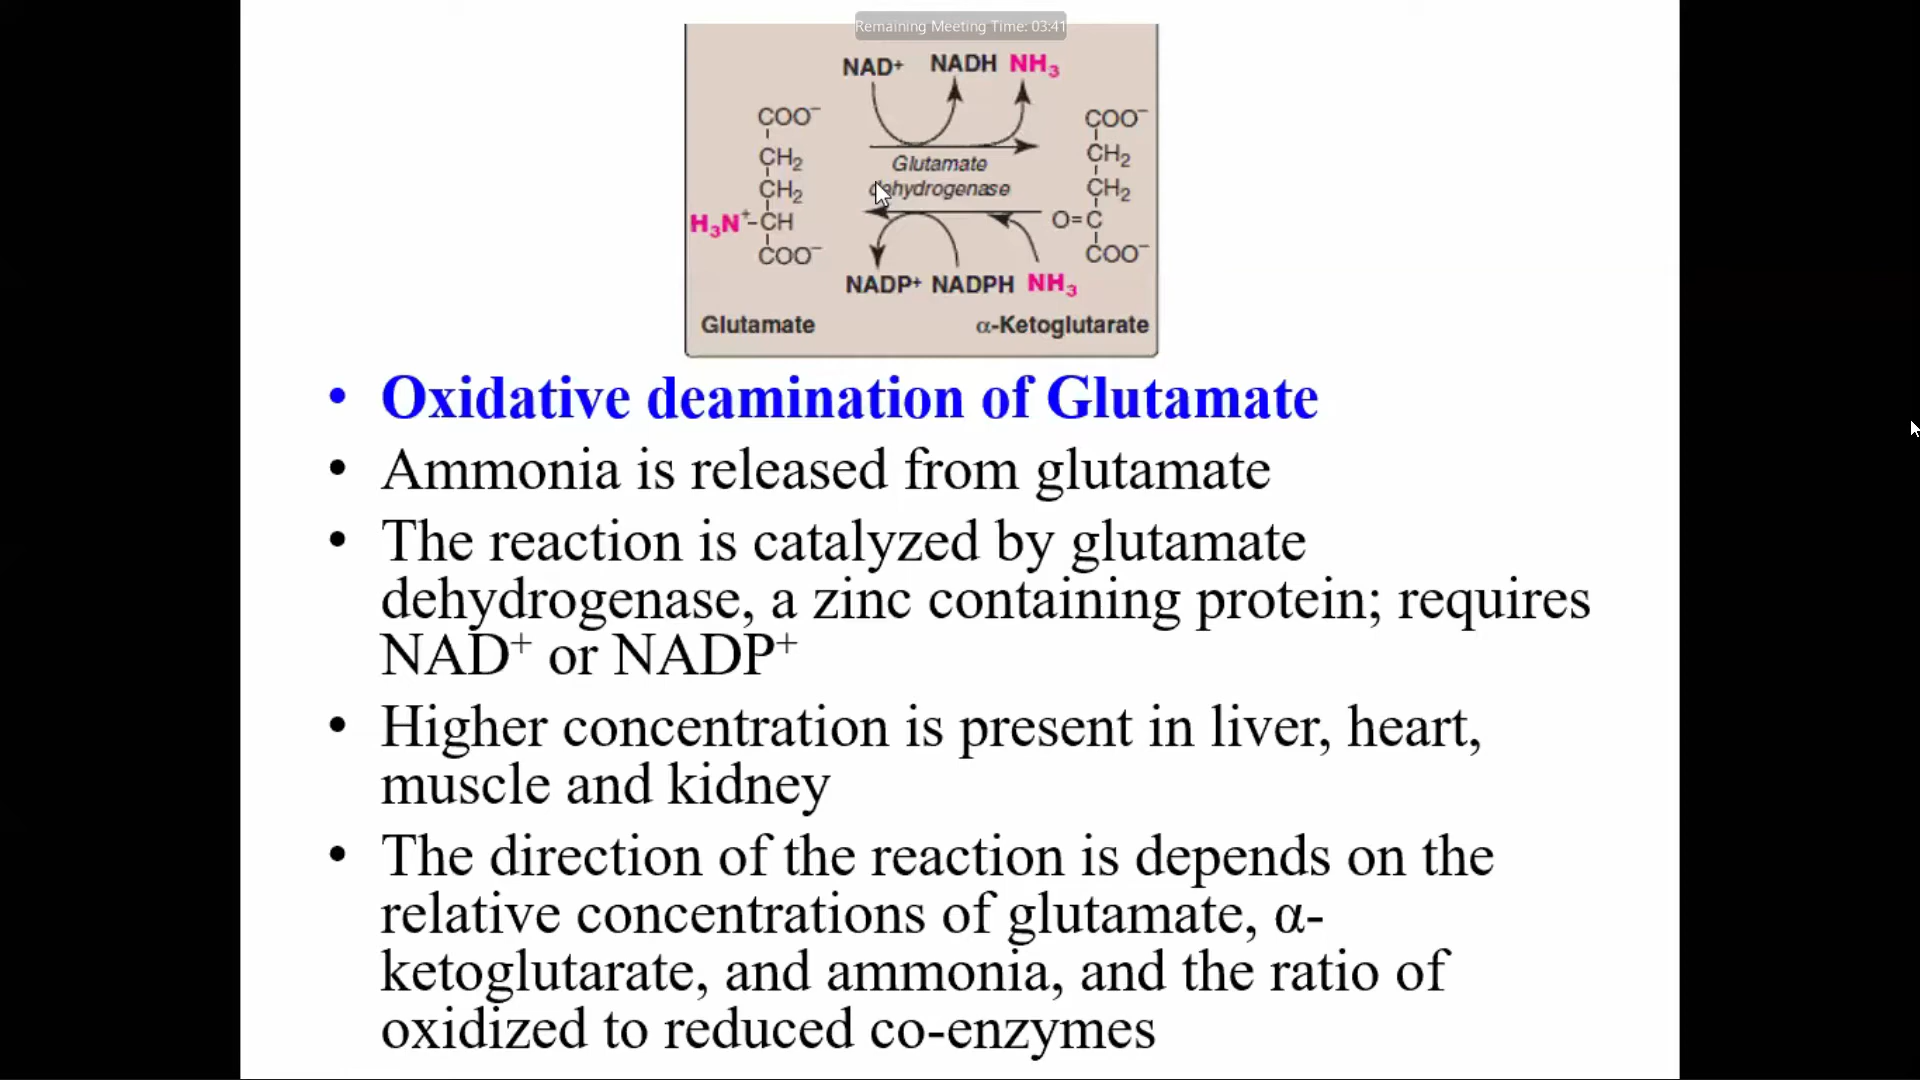 Remaining Meeting Time: 03:41
NAD⁺ NADH NH₃
COO⁻ COO⁻
CH₂ CH₂
Glutamate
CH₂ dehydrogenase CH₂
H₃N⁺-CH O=C
COO⁻ COO⁻
NADP⁺ NADPH NH₃
Glutamate α-Ketoglutarate
• Oxidative deamination of Glutamate
• Ammonia is released from glutamate
• The reaction is catalyzed by glutamate
dehydrogenase, a zinc containing protein; requires
NAD⁺ or NADP⁺
• Higher concentration is present in liver, heart,
muscle and kidney
• The direction of the reaction is depends on the
relative concentrations of glutamate, α-
ketoglutarate, and ammonia, and the ratio of
oxidized to reduced co-enzymes